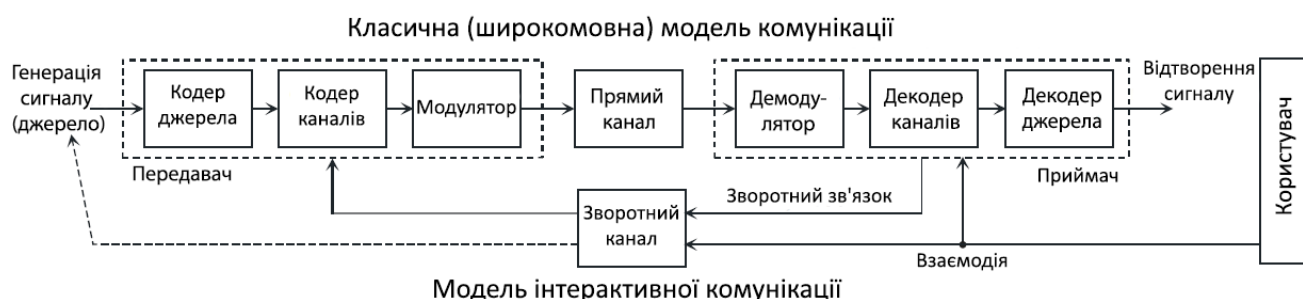 Класична (широкомовна) модель комунікації
Генерація
сигналу
(джерело)
Кодер
джерела
Кодер
каналів
Модулятор
Прямий
канал
Демоду-
лятор
Декодер
каналів
Декодер
джерела
Відтворення
сигналу
Користувач
Передавач
Приймач
Зворотний зв'язок
Зворотний
канал
Взаємодія
Модель інтерактивної комунікації